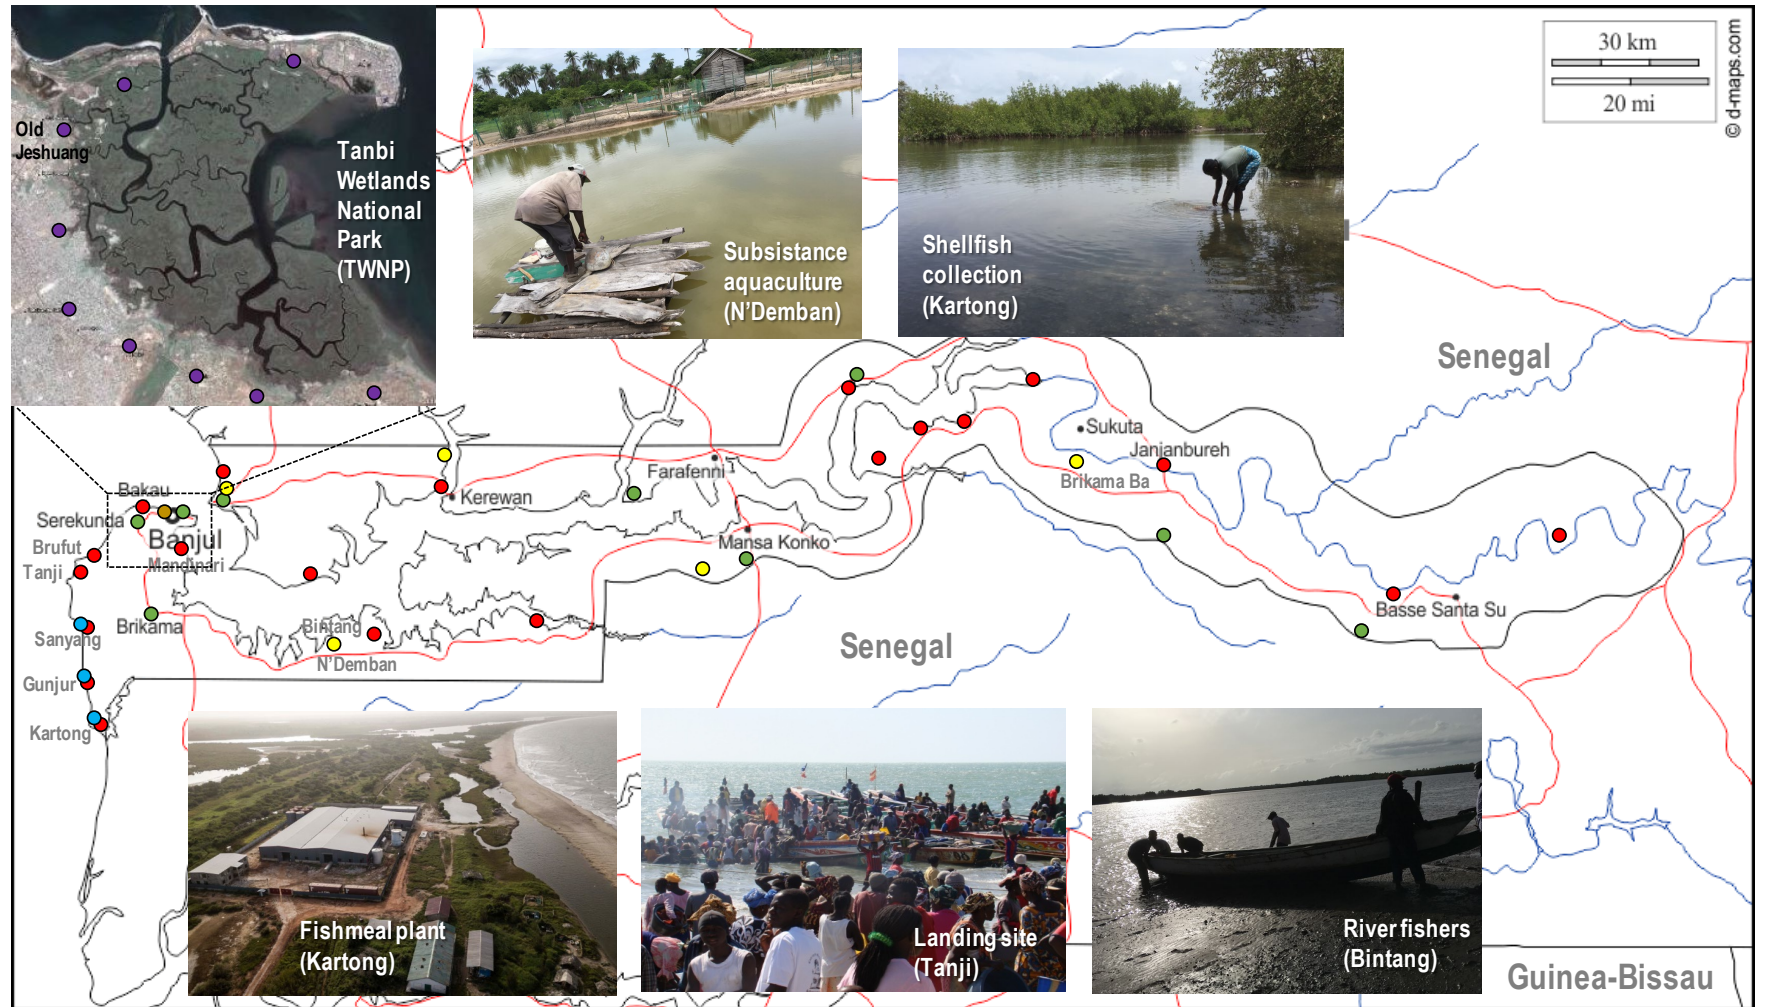 30 km
20 mi
© d-maps.com
Old
Jeshuang
Tanbi
Wetlands
National
Park
(TWNP)
Subsistance
aquaculture
(N'Demban)
Shellfish
collection
(Kartong)
Senegal
Sukuta
Janjanbureh
Farafenni
Brikama Ba
Bakau
Kerewan
Serekunda
Banjul
Brufut
Mansa Konko
Tanji
Mandinari
Basse Santa Su
Brikama
Bintang
Sanyang
Senegal
N'Demban
Gunjur
Kartong
Fishmeal plant
(Kartong)
Landing site
(Tanji)
River fishers
(Bintang)
Guinea-Bissau